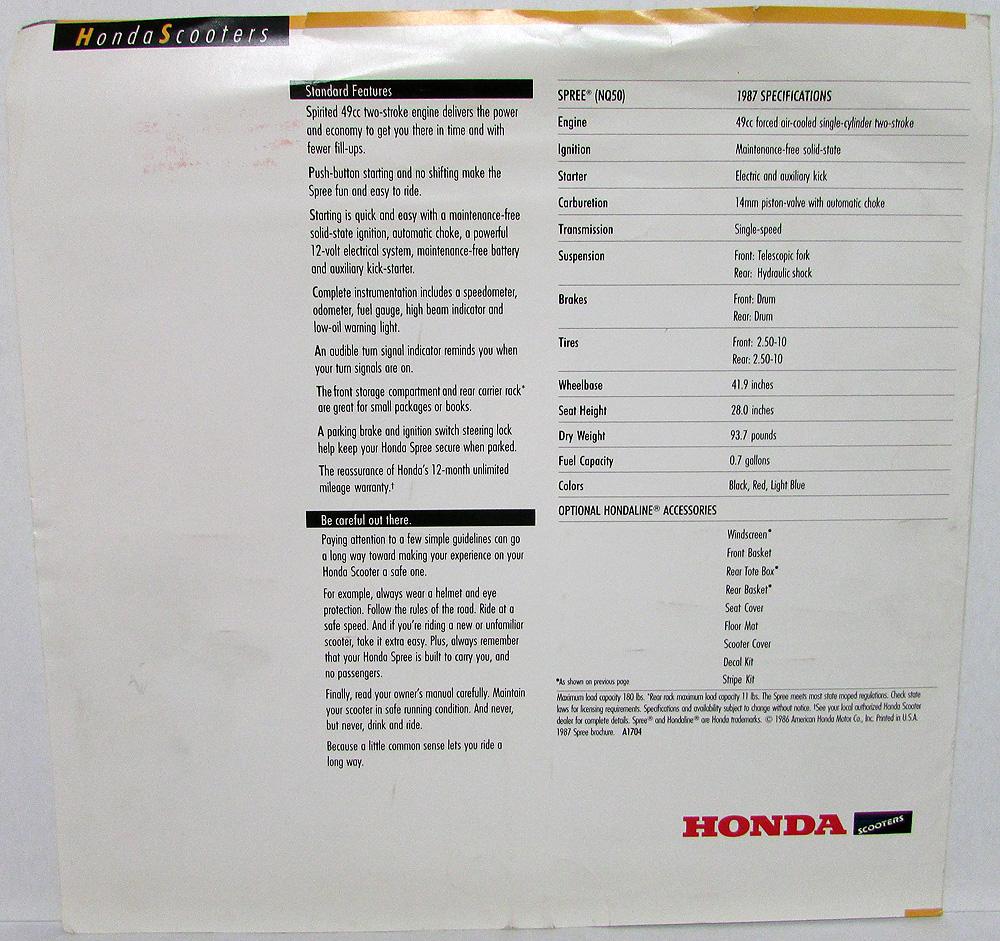 HondaScooters
Standard Features
Spirited 49cc two-stroke engine delivers the power
and economy to get you there in time and with
fewer fill-ups.
Push-button starting and no shifting make the
Spree fun and easy to ride.
Starting is quick and easy with a maintenance-free
solid-state ignition, automatic choke, a powerful
12-volt electrical system, maintenance-free battery
and auxiliary kick-starter.
Complete instrumentation includes a speedometer,
odometer, fuel gauge, high beam indicator and
low-oil warning light.
An audible turn signal indicator reminds you when
your turn signals are on.
The front storage compartment and rear carrier rack*
are great for small packages or books.
A parking brake and ignition switch steering lock
help keep your Honda Spree secure when parked.
The reassurance of Honda's 12-month unlimited
mileage warranty.†
Be careful out there.
Paying attention to a few simple guidelines can go
a long way toward making your experience on your
Honda Scooter a safe one.
For example, always wear a helmet and eye
protection. Follow the rules of the road. Ride at a
safe speed. And if you're riding a new or unfamiliar
scooter, take it extra easy. Plus, always remember
that your Honda Spree is built to carry you, and
no passengers.
Finally, read your owner's manual carefully. Maintain
your scooter in safe running condition. And never,
but never, drink and ride.
Because a little common sense lets you ride a
long way.
SPREE® (NQ50) 1987 SPECIFICATIONS
Engine 49cc forced air-cooled single-cylinder two-stroke
Ignition Maintenance-free solid-state
Starter Electric and auxiliary kick
Carburetion 14mm piston-valve with automatic choke
Transmission Single-speed
Suspension Front: Telescopic fork
Rear: Hydraulic shock
Brakes Front: Drum
Rear: Drum
Tires Front: 2.50-10
Rear: 2.50-10
Wheelbase 41.9 inches
Seat Height 28.0 inches
Dry Weight 93.7 pounds
Fuel Capacity 0.7 gallons
Colors Black, Red, Light Blue
OPTIONAL HONDALINE® ACCESSORIES
Windscreen*
Front Basket
Rear Tote Box*
Rear Basket*
Seat Cover
Floor Mat
Scooter Cover
Decal Kit
*As shown on previous page Stripe Kit
Maximum load capacity 180 lbs. *Rear rack maximum load capacity 11 lbs. The Spree meets most state moped regulations. Check state
laws for licensing requirements. Specifications and availability subject to change without notice. †See your local authorized Honda Scooter
dealer for complete details. Spree® and Hondaline® are Honda trademarks. © 1986 American Honda Motor Co., Inc. Printed in U.S.A.
1987 Spree brochure. A1704
HONDA SCOOTERS